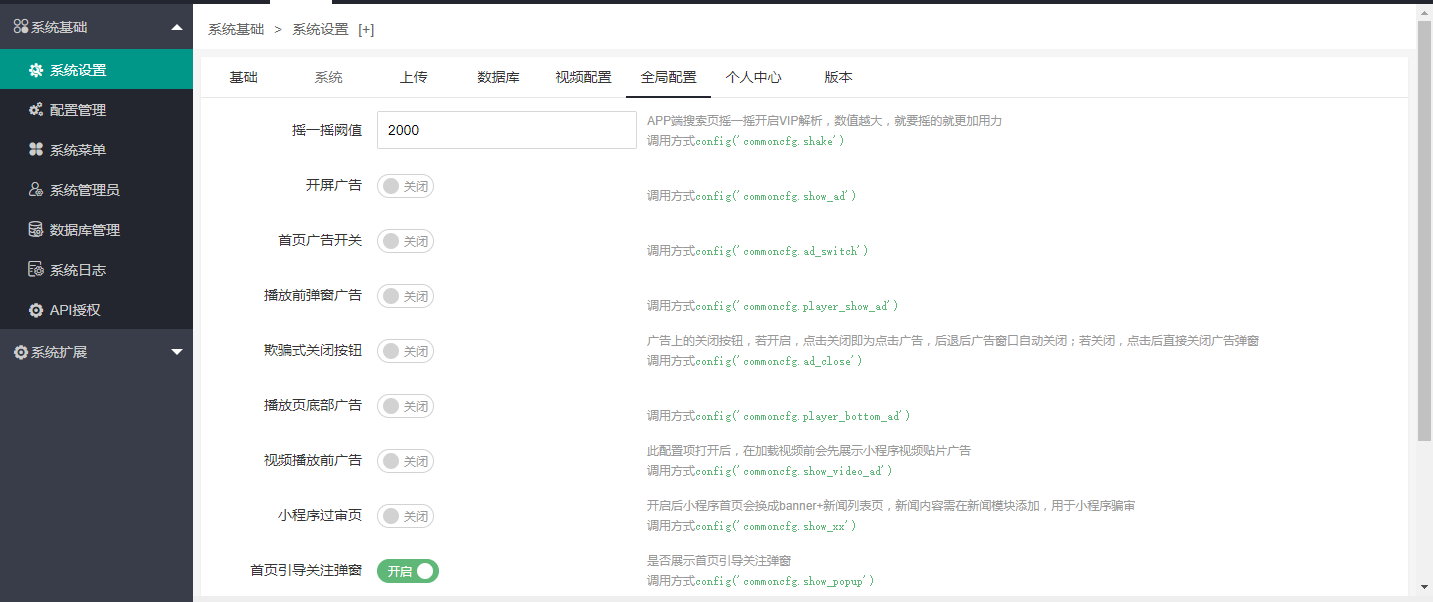 系统基础
系统设置
配置管理
系统菜单
系统管理员
数据库管理
系统日志
API授权
系统扩展
系统基础 > 系统设置 [+]
基础 系统 上传 数据库 视频配置 全局配置 个人中心 版本
摇一摇阙值 2000 APP端搜索页摇一摇开启VIP解析，数值越大，就要摇的就更加用力
调用方式config('commoncfg.shake')
开屏广告 关闭
调用方式config('commoncfg.show_ad')
首页广告开关 关闭
调用方式config('commoncfg.ad_switch')
播放前弹窗广告 关闭
调用方式config('commoncfg.player_show_ad')
欺骗式关闭按钮 关闭 广告上的关闭按钮，若开启，点击关闭即为点击广告，后退后广告窗口自动关闭；若关闭，点击后直接关闭广告弹窗
调用方式config('commoncfg.ad_close')
播放页底部广告 关闭
调用方式config('commoncfg.player_bottom_ad')
视频播放前广告 关闭 此配置项打开后，在加载视频前会先展示小程序视频贴片广告
调用方式config('commoncfg.show_video_ad')
小程序过审页 关闭 开启后小程序首页会换成banner+新闻列表页，新闻内容需在新闻模块添加，用于小程序骗审
调用方式config('commoncfg.show_xx')
首页引导关注弹窗 开启 是否展示首页引导关注弹窗
调用方式config('commoncfg.show_popup')